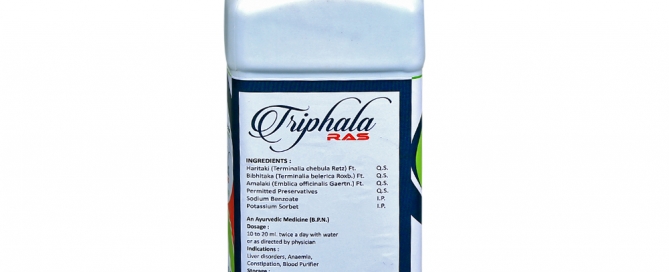 Triphala
RAS
INGREDIENTS :
Haritaki (Terminalia chebula Retz) Ft. Q.S.
Bibhitaka (Terminalia belerica Roxb.) Ft. Q.S.
Amalaki (Emblica officinalis Gaertn.) Ft. Q.S.
Permitted Preservatives Q.S.
Sodium Benzoate I.P.
Potassium Sorbet I.P.
An Ayurvedic Medicine (B.P.N.)
Dosage :
10 to 20 ml. twice a day with water
or as directed by physician
Indications :
Liver disorders, Anaemia,
Constipation, Blood Purifier
Storage :